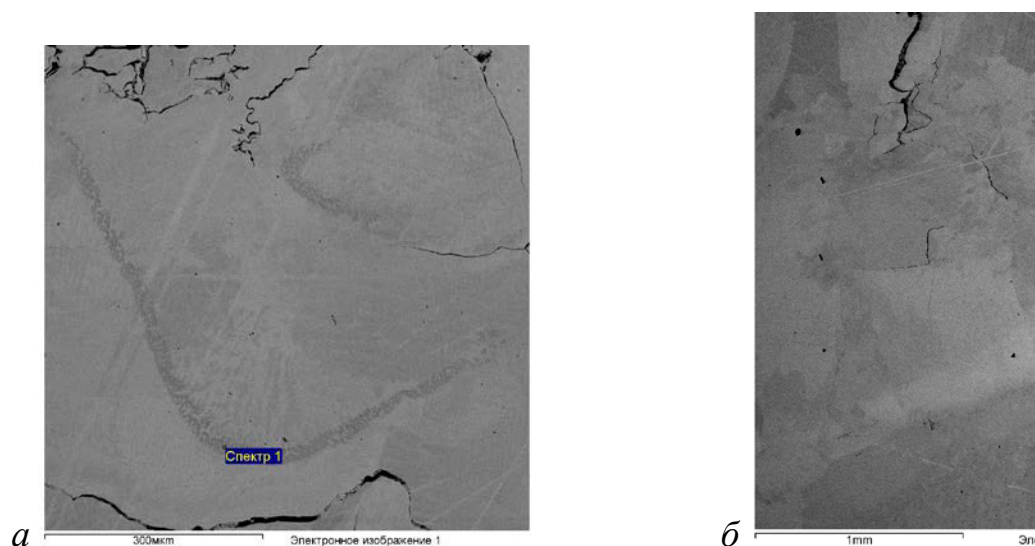 Спектр 1
а
300мкм
Электронное изображение 1
б
1mm